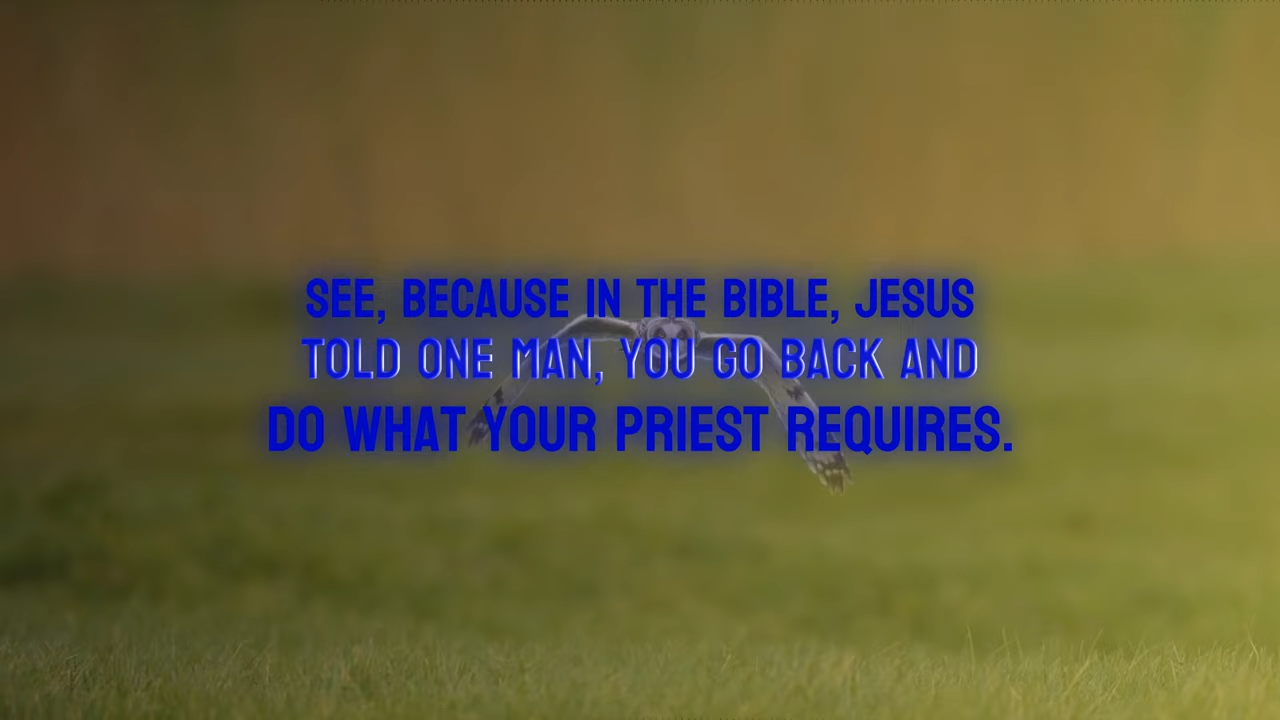 SEE, BECAUSE IN THE BIBLE, JESUS
TOLD ONE MAN, YOU GO BACK AND
DO WHAT YOUR PRIEST REQUIRES.